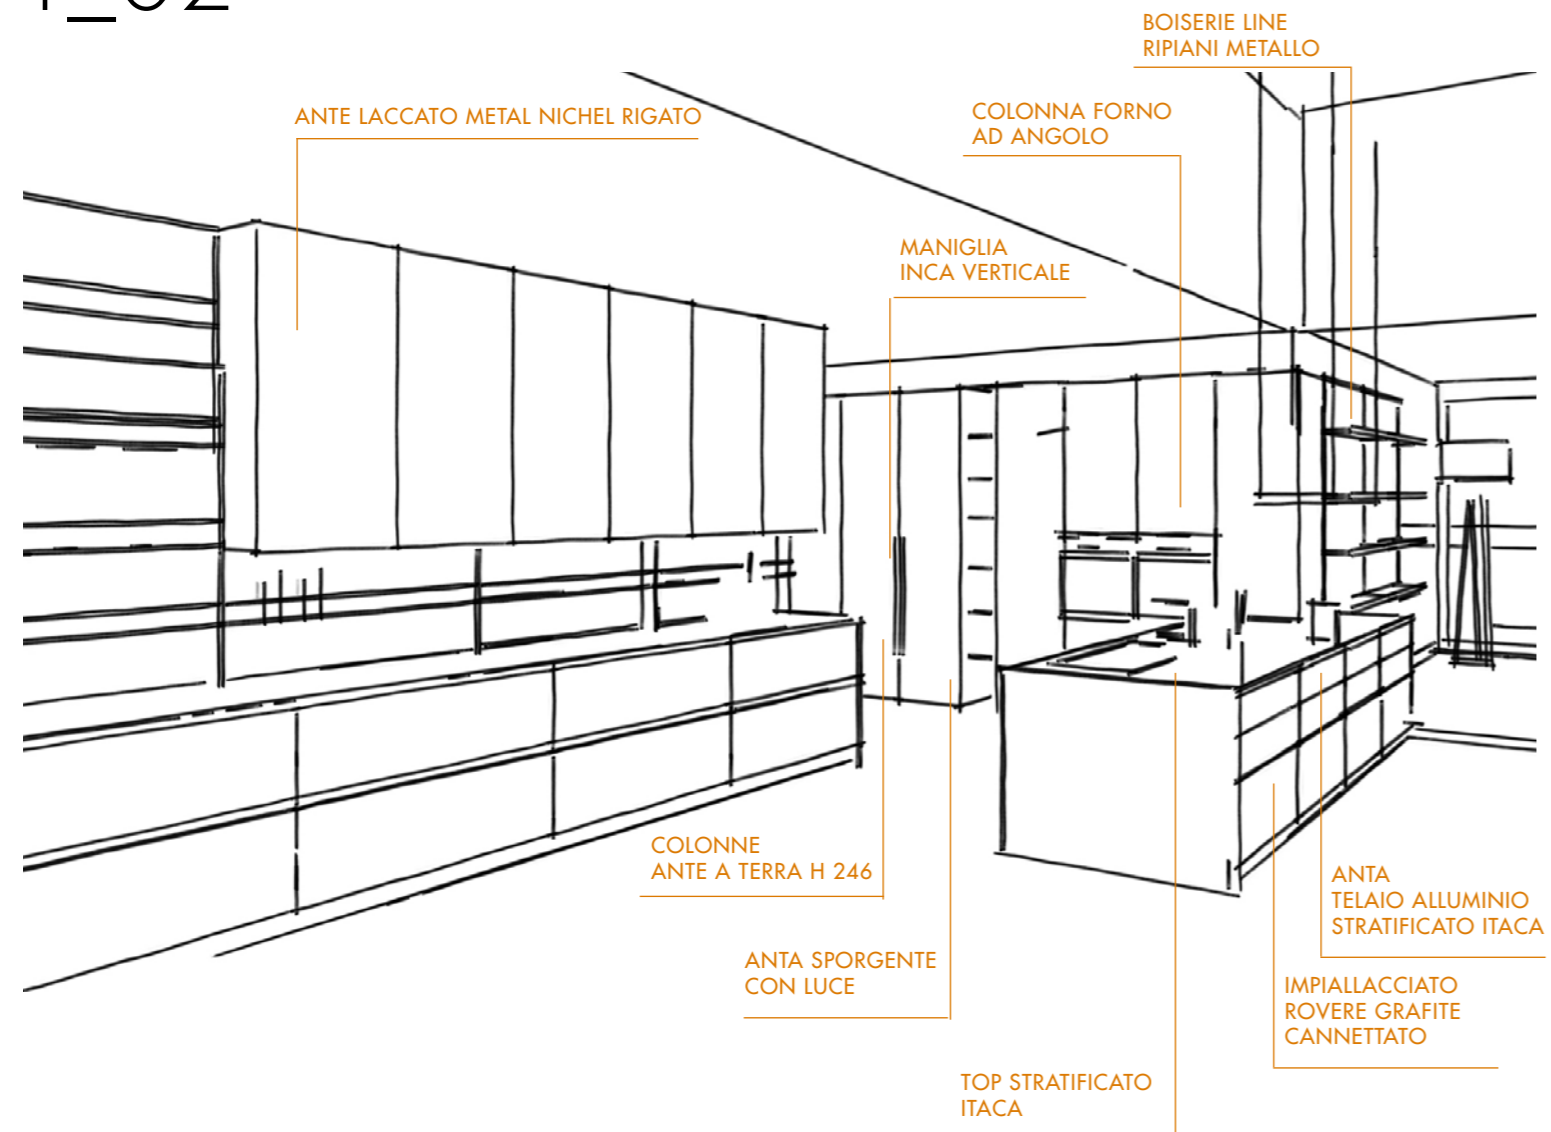 BOISERIE LINE
RIPIANI METALLO
ANTE LACCATO METAL NICHEL RIGATO
COLONNA FORNO
AD ANGOLO
MANIGLIA
INCA VERTICALE
COLONNE
ANTE A TERRA H 246
ANTA SPORGENTE
CON LUCE
ANTA
TELAIO ALLUMINIO
STRATIFICATO ITACA
IMPIALLACCIATO
ROVERE GRAFITE
CANNETTATO
TOP STRATIFICATO
ITACA